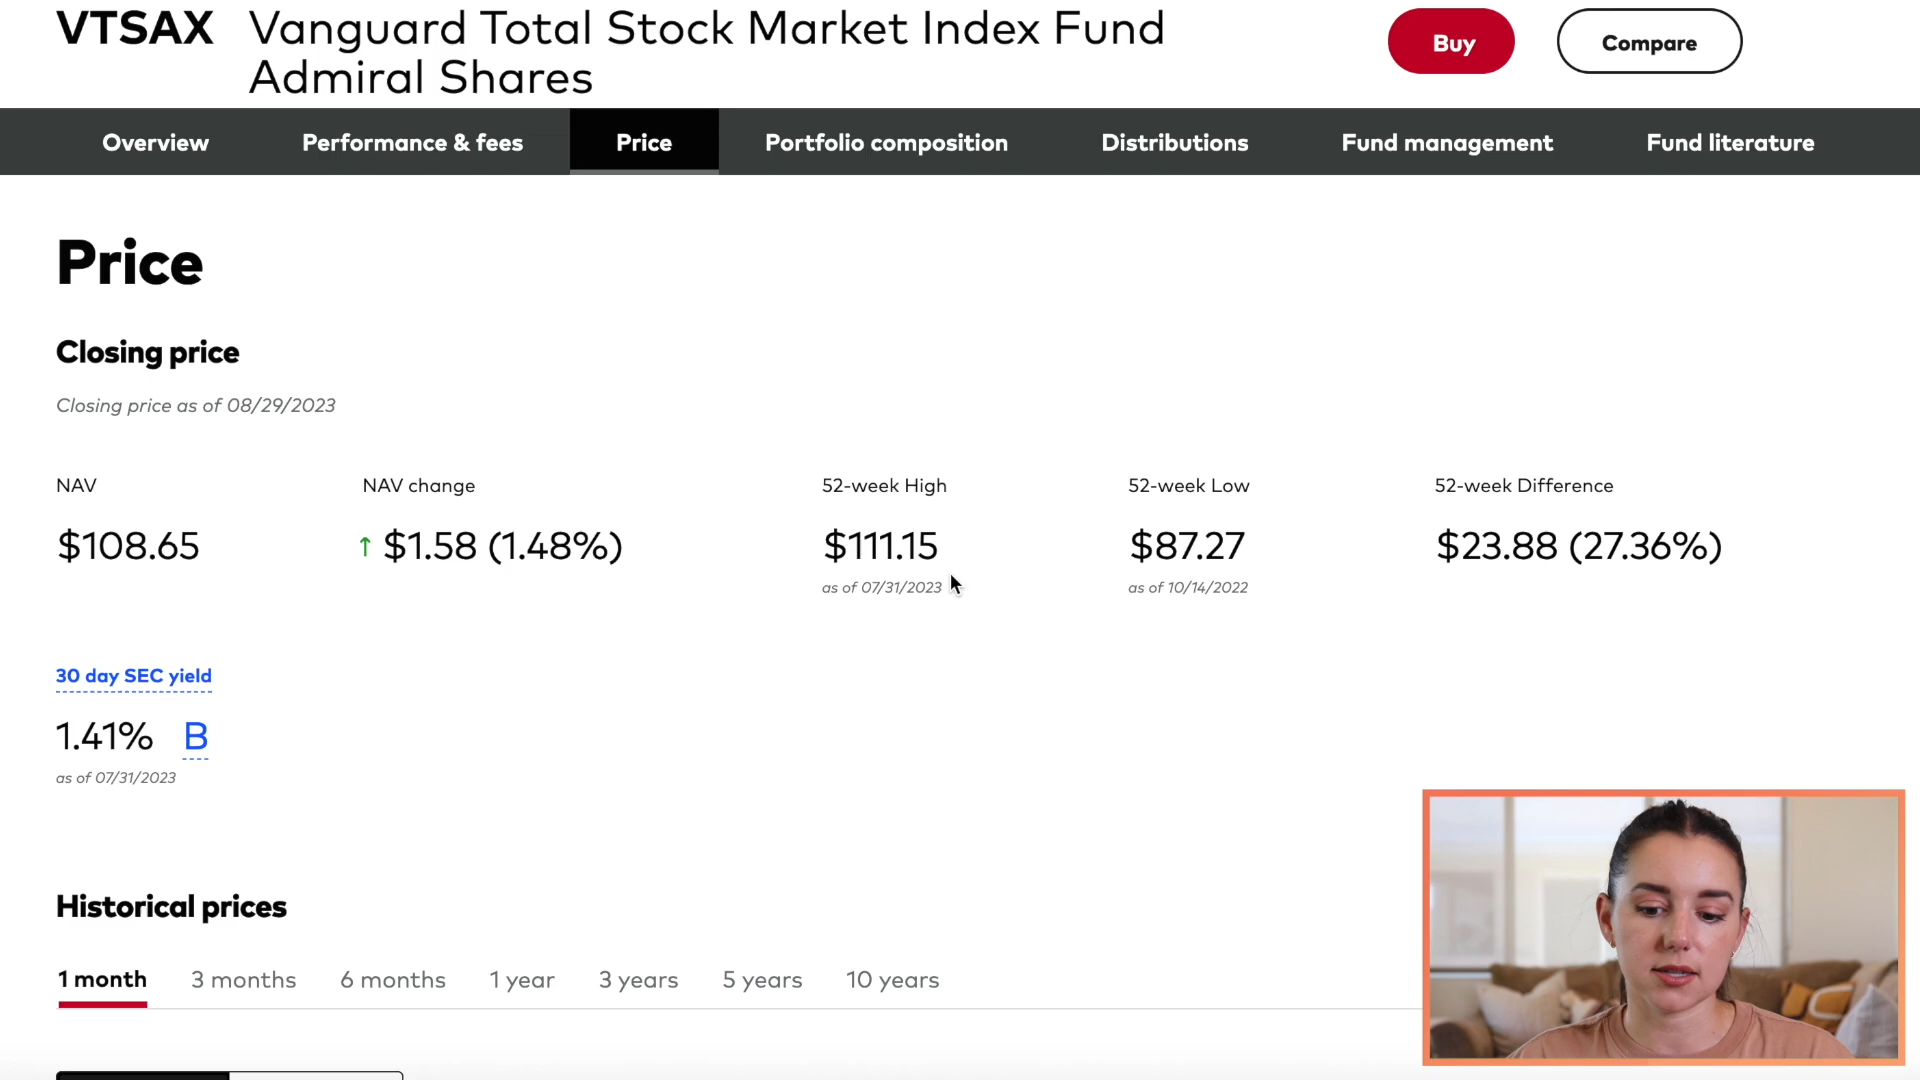 VTSAX Vanguard Total Stock Market Index Fund
Admiral Shares
Buy
Compare
Overview Performance & fees Price Portfolio composition Distributions Fund management Fund literature
Price
Closing price
Closing price as of 08/29/2023
NAV NAV change 52-week High 52-week Low 52-week Difference
$108.65 ↑ $1.58 (1.48%) $111.15 $87.27 $23.88 (27.36%)
as of 07/31/2023 as of 10/14/2022
30 day SEC yield
1.41% B
as of 07/31/2023
Historical prices
1 month 3 months 6 months 1 year 3 years 5 years 10 years